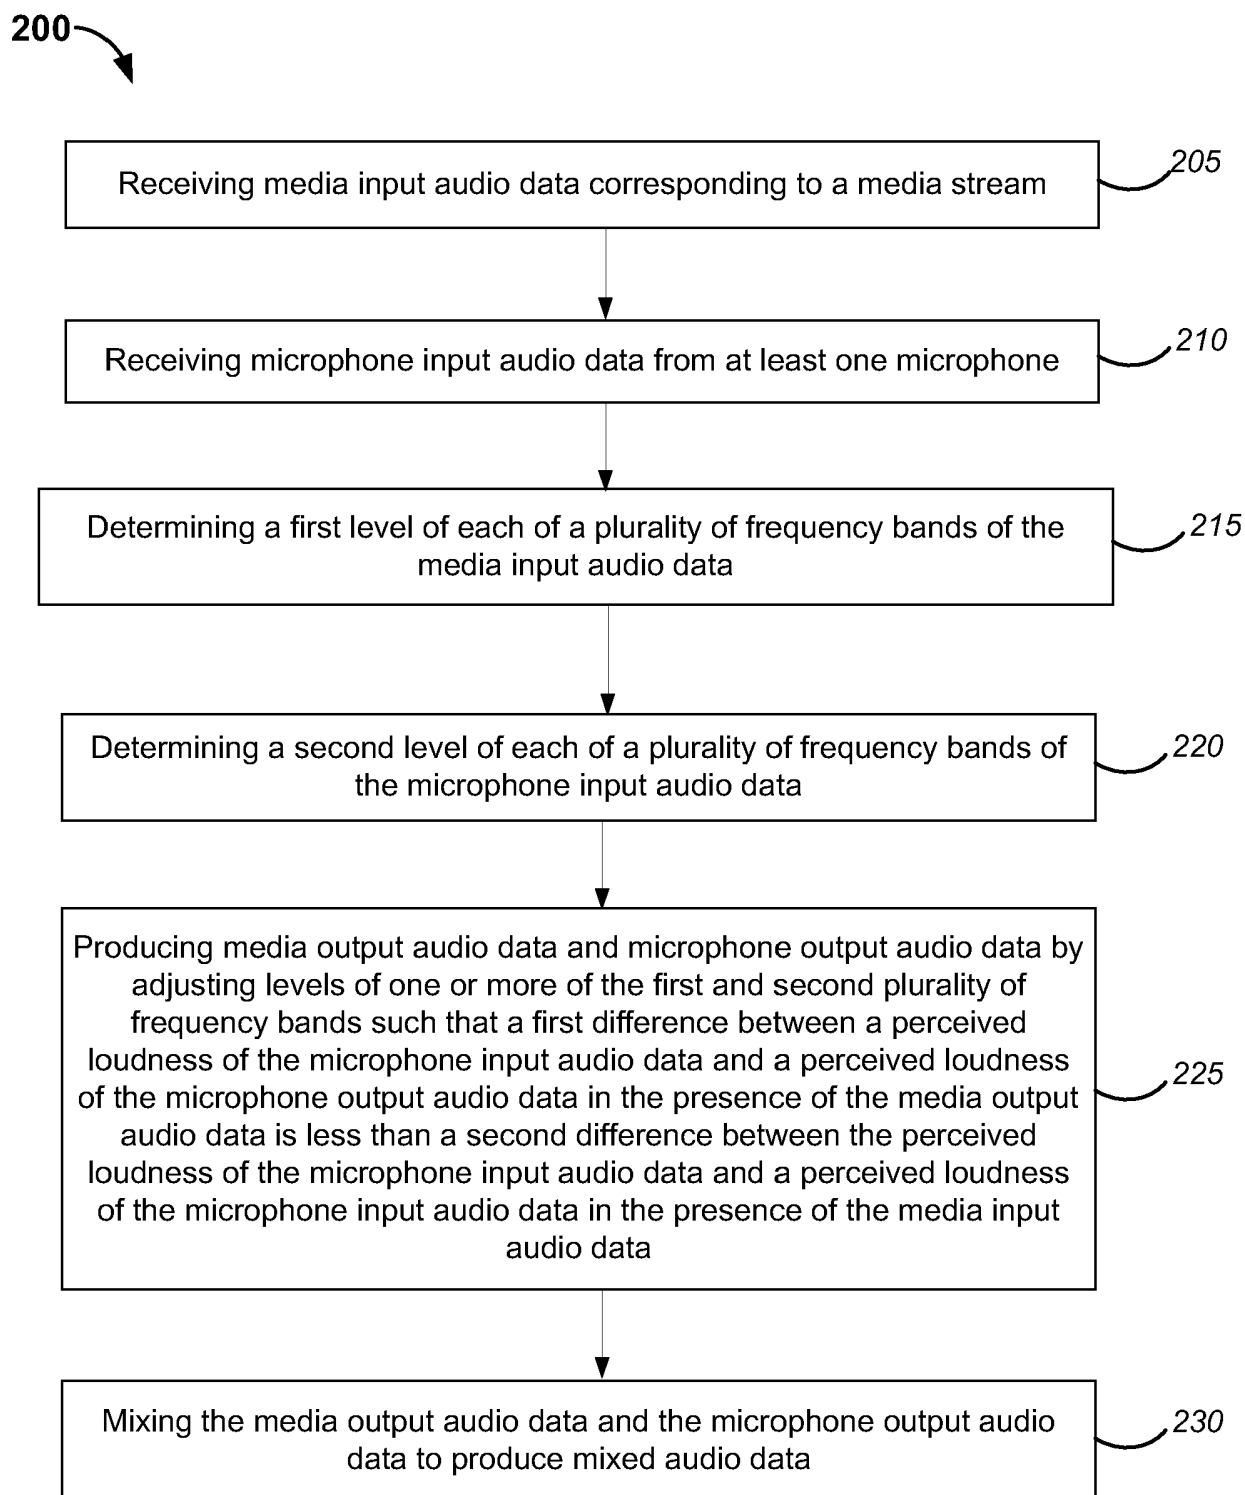 200
Receiving media input audio data corresponding to a media stream
205
Receiving microphone input audio data from at least one microphone
210
Determining a first level of each of a plurality of frequency bands of the
media input audio data
215
Determining a second level of each of a plurality of frequency bands of
the microphone input audio data
220
Producing media output audio data and microphone output audio data by
adjusting levels of one or more of the first and second plurality of
frequency bands such that a first difference between a perceived
loudness of the microphone input audio data and a perceived loudness
of the microphone output audio data in the presence of the media output
audio data is less than a second difference between the perceived
loudness of the microphone input audio data and a perceived loudness
of the microphone input audio data in the presence of the media input
audio data
225
Mixing the media output audio data and the microphone output audio
data to produce mixed audio data
230